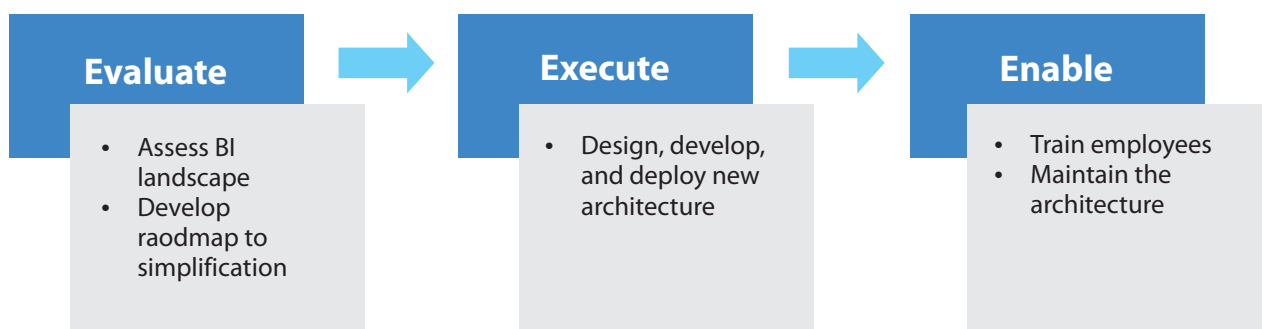 Evaluate
• Assess BI
landscape
• Develop
raodmap to
simplification
Execute
• Design, develop,
and deploy new
architecture
Enable
• Train employees
• Maintain the
architecture